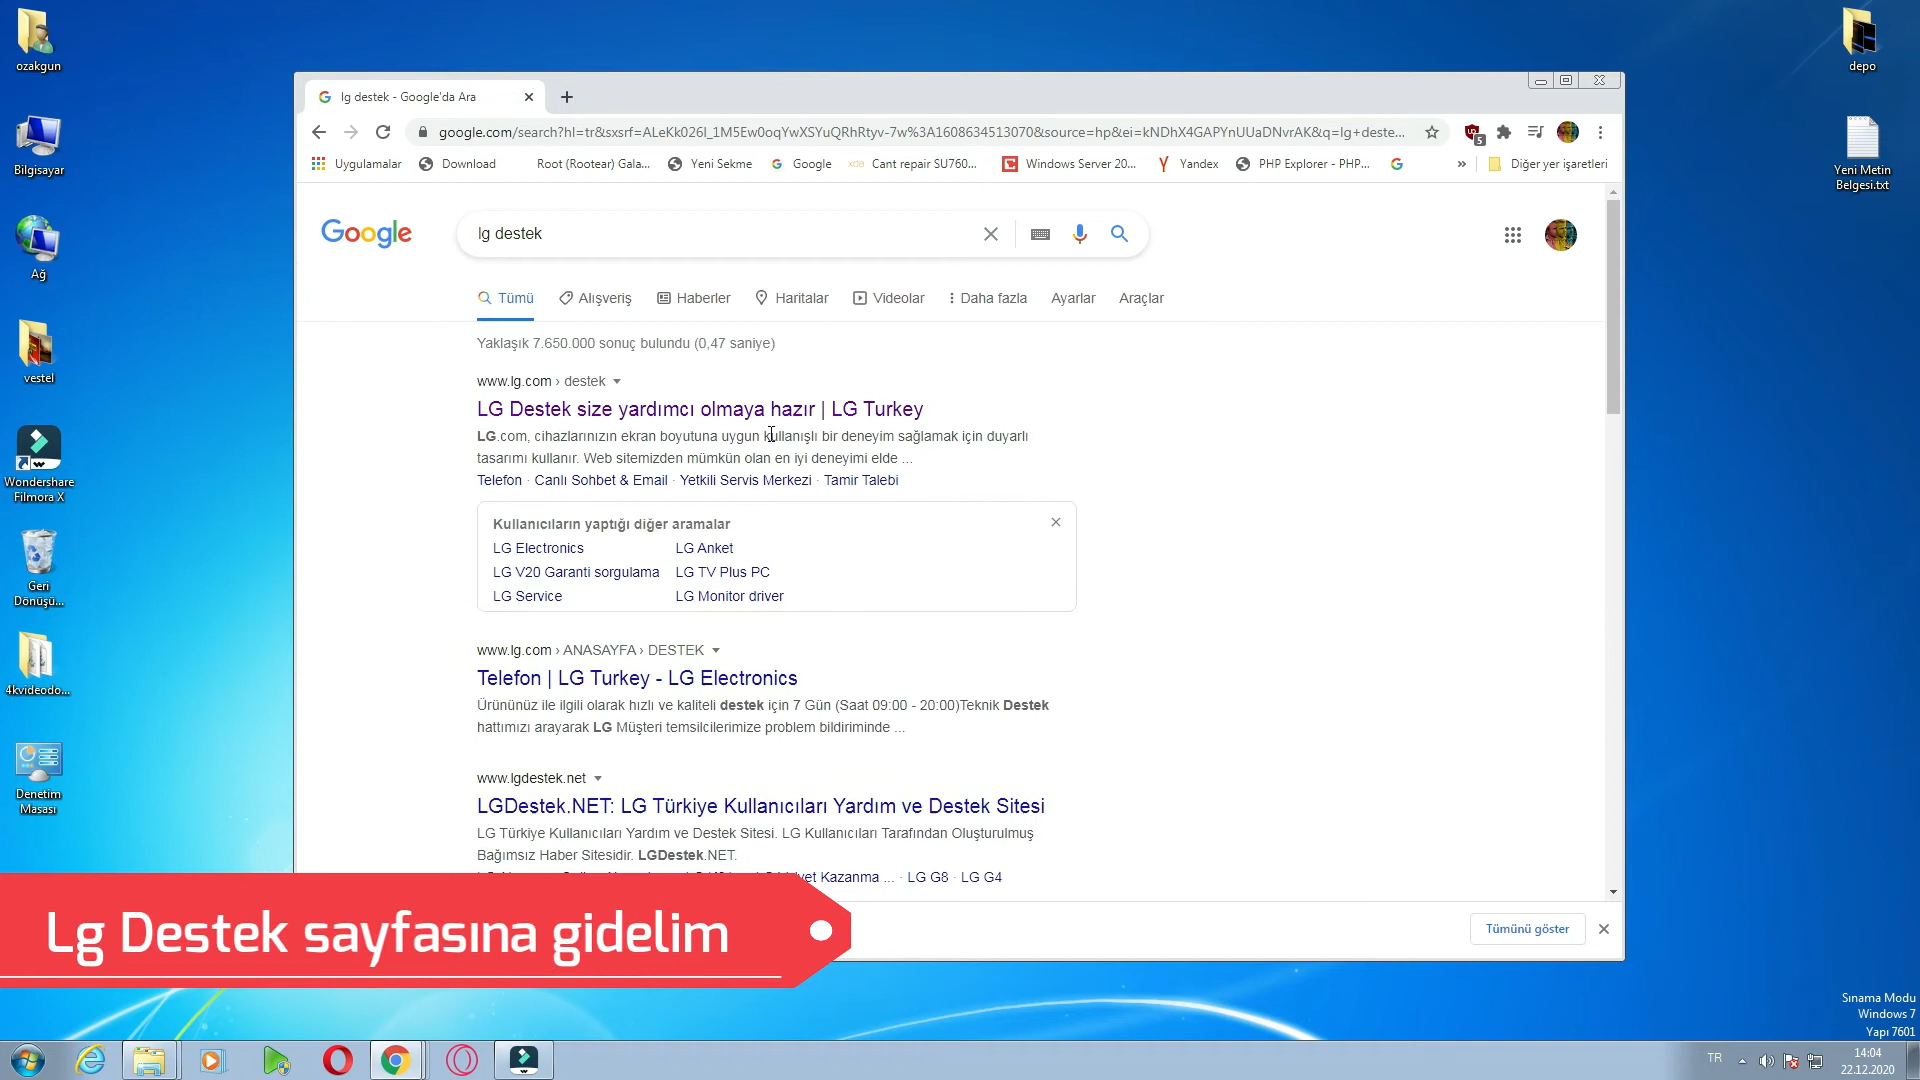 ozakgun
Bilgisayar
Ağ
vestel
Wondershare
Filmora X
Geri
Dönüşü...
4kvideodo...
Denetim
Masası
depo
Yeni Metin
Belgesi.txt
lg destek - Google'da Ara
google.com/search?hl=tr&sxsrf=ALeKk026I_1M5Ew0oqYwXSYuQRhRtyv-7w%3A1608634513070&source=hp&ei=kNDhX4GAPYnUUaDNvrAK&q=lg+deste...
5
Uygulamalar Download Root (Rootear) Gala... Yeni Sekme Google xda Cant repair SU760... Windows Server 20... Yandex PHP Explorer - PHP... » Diğer yer işaretleri
Google lg destek
Tümü Alışveriş Haberler Haritalar Videolar Daha fazla Ayarlar Araçlar
Yaklaşık 7.650.000 sonuç bulundu (0,47 saniye)
www.lg.com › destek
LG Destek size yardımcı olmaya hazır | LG Turkey
LG.com, cihazlarınızın ekran boyutuna uygun kullanışlı bir deneyim sağlamak için duyarlı
tasarımı kullanır. Web sitemizden mümkün olan en iyi deneyimi elde ...
Telefon · Canlı Sohbet & Email · Yetkili Servis Merkezi · Tamir Talebi
Kullanıcıların yaptığı diğer aramalar
LG Electronics LG Anket
LG V20 Garanti sorgulama LG TV Plus PC
LG Service LG Monitor driver
www.lg.com › ANASAYFA › DESTEK
Telefon | LG Turkey - LG Electronics
Ürününüz ile ilgili olarak hızlı ve kaliteli destek için 7 Gün (Saat 09:00 - 20:00)Teknik Destek
hattımızı arayarak LG Müşteri temsilcilerimize problem bildiriminde ...
www.lgdestek.net
LGDestek.NET: LG Türkiye Kullanıcıları Yardım ve Destek Sitesi
LG Türkiye Kullanıcıları Yardım ve Destek Sitesi. LG Kullanıcıları Tarafından Oluşturulmuş
Bağımsız Haber Sitesidir. LGDestek.NET.
Kazanma ... · LG G8 · LG G4
Lg Destek sayfasına gidelim
Tümünü göster
Sınama Modu
Windows 7
Yapı 7601
TR
14:04
22.12.2020